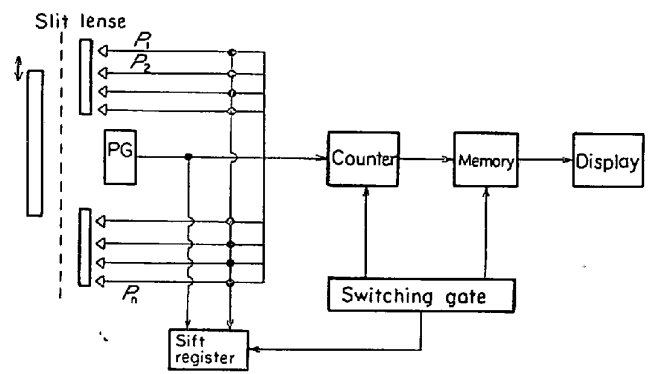 Slit lense
P1
P2
PG
Counter
Memory
Display
Pn
Switching gate
Sift
register